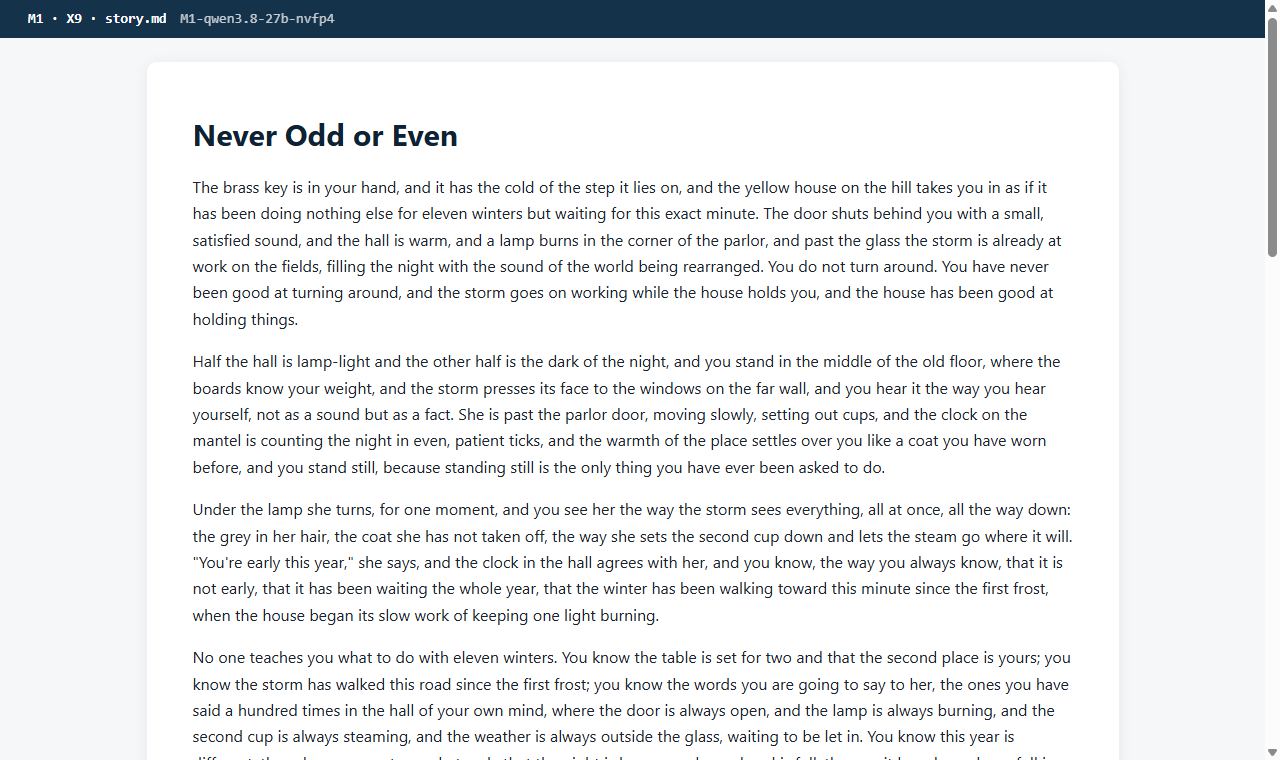 M1 • X9 • story.md M1-qwen3.8-27b-nvfp4
Never Odd or Even
The brass key is in your hand, and it has the cold of the step it lies on, and the yellow house on the hill takes you in as if it
has been doing nothing else for eleven winters but waiting for this exact minute. The door shuts behind you with a small,
satisfied sound, and the hall is warm, and a lamp burns in the corner of the parlor, and past the glass the storm is already at
work on the fields, filling the night with the sound of the world being rearranged. You do not turn around. You have never
been good at turning around, and the storm goes on working while the house holds you, and the house has been good at
holding things.
Half the hall is lamp-light and the other half is the dark of the night, and you stand in the middle of the old floor, where the
boards know your weight, and the storm presses its face to the windows on the far wall, and you hear it the way you hear
yourself, not as a sound but as a fact. She is past the parlor door, moving slowly, setting out cups, and the clock on the
mantel is counting the night in even, patient ticks, and the warmth of the place settles over you like a coat you have worn
before, and you stand still, because standing still is the only thing you have ever been asked to do.
Under the lamp she turns, for one moment, and you see her the way the storm sees everything, all at once, all the way down:
the grey in her hair, the coat she has not taken off, the way she sets the second cup down and lets the steam go where it will.
"You're early this year," she says, and the clock in the hall agrees with her, and you know, the way you always know, that it is
not early, that it has been waiting the whole year, that the winter has been walking toward this minute since the first frost,
when the house began its slow work of keeping one light burning.
No one teaches you what to do with eleven winters. You know the table is set for two and that the second place is yours; you
know the storm has walked this road since the first frost; you know the words you are going to say to her, the ones you have
said a hundred times in the hall of your own mind, where the door is always open, and the lamp is always burning, and the
second cup is always steaming, and the weather is always outside the glass, waiting to be let in. You know this year is